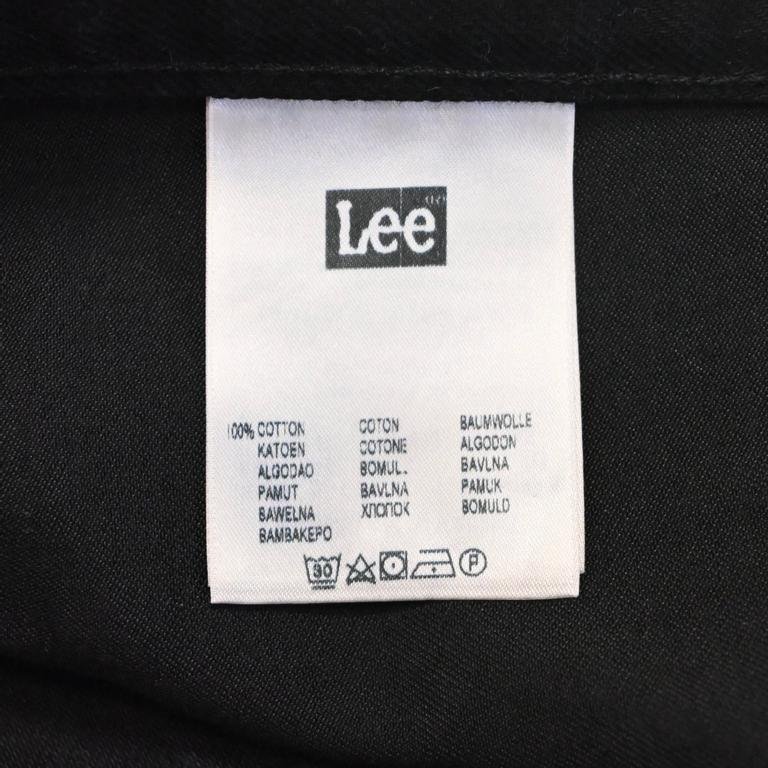 Lee
100% COTTON COTON BAUMWOLLE
KATOEN COTONE ALGODON
ALGODAO BOMULL BAVLNA
PAMUT BAVLNA PAMUK
BAWELNA ХЛОПОК BOMULD
BAMBAKEPO
30
P